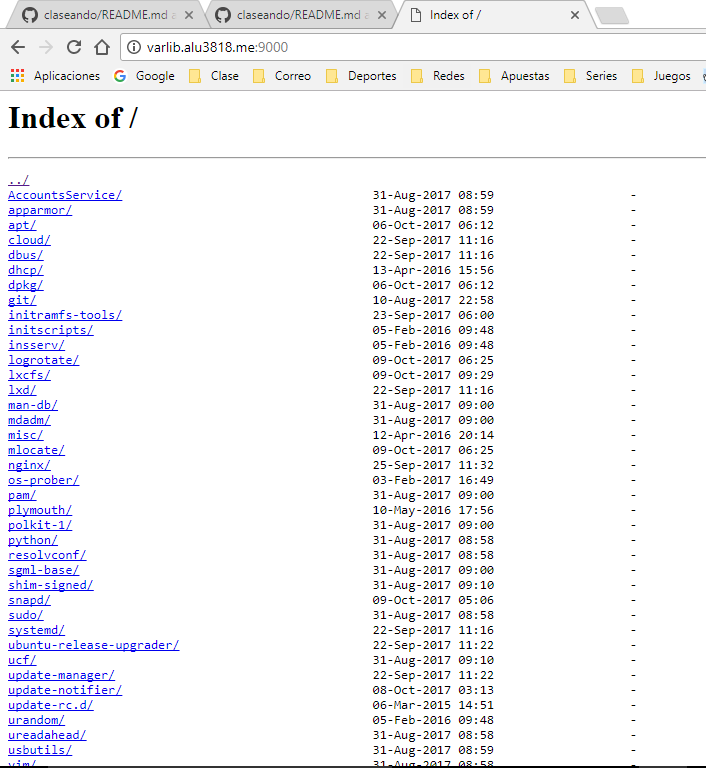 claseando/README.md a
claseando/README.md a
Index of /
varlib.alu3818.me:9000
Aplicaciones Google Clase Correo Deportes Redes Apuestas Series Juegos
Index of /
../
AccountsService/ 31-Aug-2017 08:59 -
apparmor/ 31-Aug-2017 08:59 -
apt/ 06-Oct-2017 06:12 -
cloud/ 22-Sep-2017 11:16 -
dbus/ 22-Sep-2017 11:16 -
dhcp/ 13-Apr-2016 15:56 -
dpkg/ 06-Oct-2017 06:12 -
git/ 10-Aug-2017 22:58 -
initramfs-tools/ 23-Sep-2017 06:00 -
initscripts/ 05-Feb-2016 09:48 -
insserv/ 05-Feb-2016 09:48 -
logrotate/ 09-Oct-2017 06:25 -
lxcfs/ 09-Oct-2017 09:29 -
lxd/ 22-Sep-2017 11:16 -
man-db/ 31-Aug-2017 09:00 -
mdadm/ 31-Aug-2017 09:00 -
misc/ 12-Apr-2016 20:14 -
mlocate/ 09-Oct-2017 06:25 -
nginx/ 25-Sep-2017 11:32 -
os-prober/ 03-Feb-2017 16:49 -
pam/ 31-Aug-2017 09:00 -
plymouth/ 10-May-2016 17:56 -
polkit-1/ 31-Aug-2017 09:00 -
python/ 31-Aug-2017 08:58 -
resolvconf/ 31-Aug-2017 08:58 -
sgml-base/ 31-Aug-2017 09:00 -
shim-signed/ 31-Aug-2017 09:10 -
snapd/ 09-Oct-2017 05:06 -
sudo/ 31-Aug-2017 08:58 -
systemd/ 22-Sep-2017 11:16 -
ubuntu-release-upgrader/ 22-Sep-2017 11:22 -
ucf/ 31-Aug-2017 09:10 -
update-manager/ 22-Sep-2017 11:22 -
update-notifier/ 08-Oct-2017 03:13 -
update-rc.d/ 06-Mar-2015 14:51 -
urandom/ 05-Feb-2016 09:48 -
ureadahead/ 31-Aug-2017 08:58 -
usbutils/ 31-Aug-2017 08:59 -
vim/ 31-Aug-2017 08:58 -